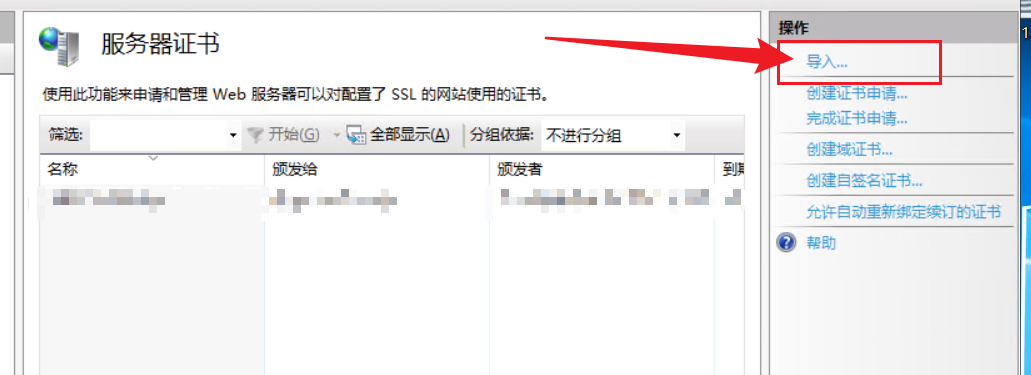 服务器证书
使用此功能来申请和管理 Web 服务器可以对配置了 SSL 的网站使用的证书。
筛选: 开始(G) 全部显示(A) 分组依据: 不进行分组
名称 颁发给 颁发者 到期
操作
导入...
创建证书申请...
完成证书申请...
创建域证书...
创建自签名证书...
允许自动重新绑定续订的证书
帮助